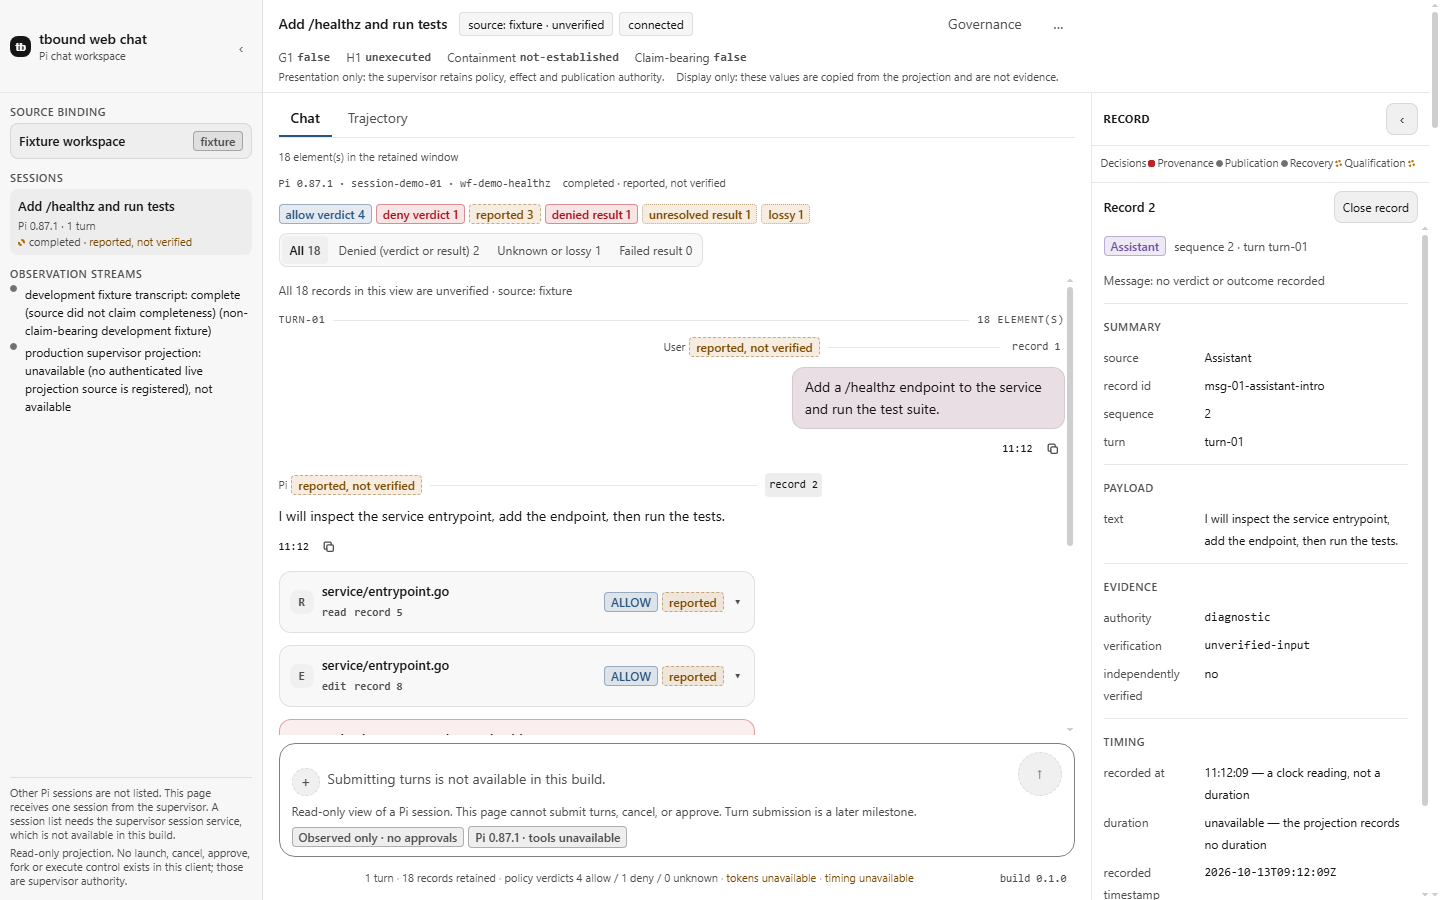 tb
tbound web chat
Pi chat workspace
‹
SOURCE BINDING
Fixture workspace
fixture
SESSIONS
Add /healthz and run tests
Pi 0.87.1 · 1 turn
completed · reported, not verified
OBSERVATION STREAMS
development fixture transcript: complete
(source did not claim completeness) (non-
claim-bearing development fixture)
production supervisor projection:
unavailable (no authenticated live
projection source is registered), not
available
Other Pi sessions are not listed. This page
receives one session from the supervisor. A
session list needs the supervisor session service,
which is not available in this build.
Read-only projection. No launch, cancel, approve,
fork or execute control exists in this client; those
are supervisor authority.
Add /healthz and run tests
source: fixture · unverified
connected
Governance
...
G1 false H1 unexecuted Containment not-established Claim-bearing false
Presentation only: the supervisor retains policy, effect and publication authority. Display only: these values are copied from the projection and are not evidence.
Chat
Trajectory
18 element(s) in the retained window
Pi 0.87.1 · session-demo-01 · wf-demo-healthz completed · reported, not verified
allow verdict 4
deny verdict 1
reported 3
denied result 1
unresolved result 1
lossy 1
All 18
Denied (verdict or result) 2
Unknown or lossy 1
Failed result 0
All 18 records in this view are unverified · source: fixture
TURN-01
18 ELEMENT(S)
User reported, not verified
record 1
Add a /healthz endpoint to the service
and run the test suite.
11:12
Pi reported, not verified
record 2
I will inspect the service entrypoint, add the endpoint, then run the tests.
11:12
R
service/entrypoint.go
read record 5
ALLOW
reported
E
service/entrypoint.go
edit record 8
ALLOW
reported
+
Submitting turns is not available in this build.
↑
Read-only view of a Pi session. This page cannot submit turns, cancel, or approve. Turn submission is a later milestone.
Observed only · no approvals
Pi 0.87.1 · tools unavailable
1 turn · 18 records retained · policy verdicts 4 allow / 1 deny / 0 unknown · tokens unavailable · timing unavailable
build 0.1.0
RECORD
‹
Decisions Provenance Publication Recovery Qualification
Record 2
Close record
Assistant
sequence 2 · turn turn-01
Message: no verdict or outcome recorded
SUMMARY
source Assistant
record id msg-01-assistant-intro
sequence 2
turn turn-01
PAYLOAD
text I will inspect the service entrypoint,
add the endpoint, then run the tests.
EVIDENCE
authority diagnostic
verification unverified-input
independently no
verified
TIMING
recorded at 11:12:09 — a clock reading, not a
duration
duration unavailable — the projection records
no duration
recorded 2026-10-13T09:12:09Z
timestamp